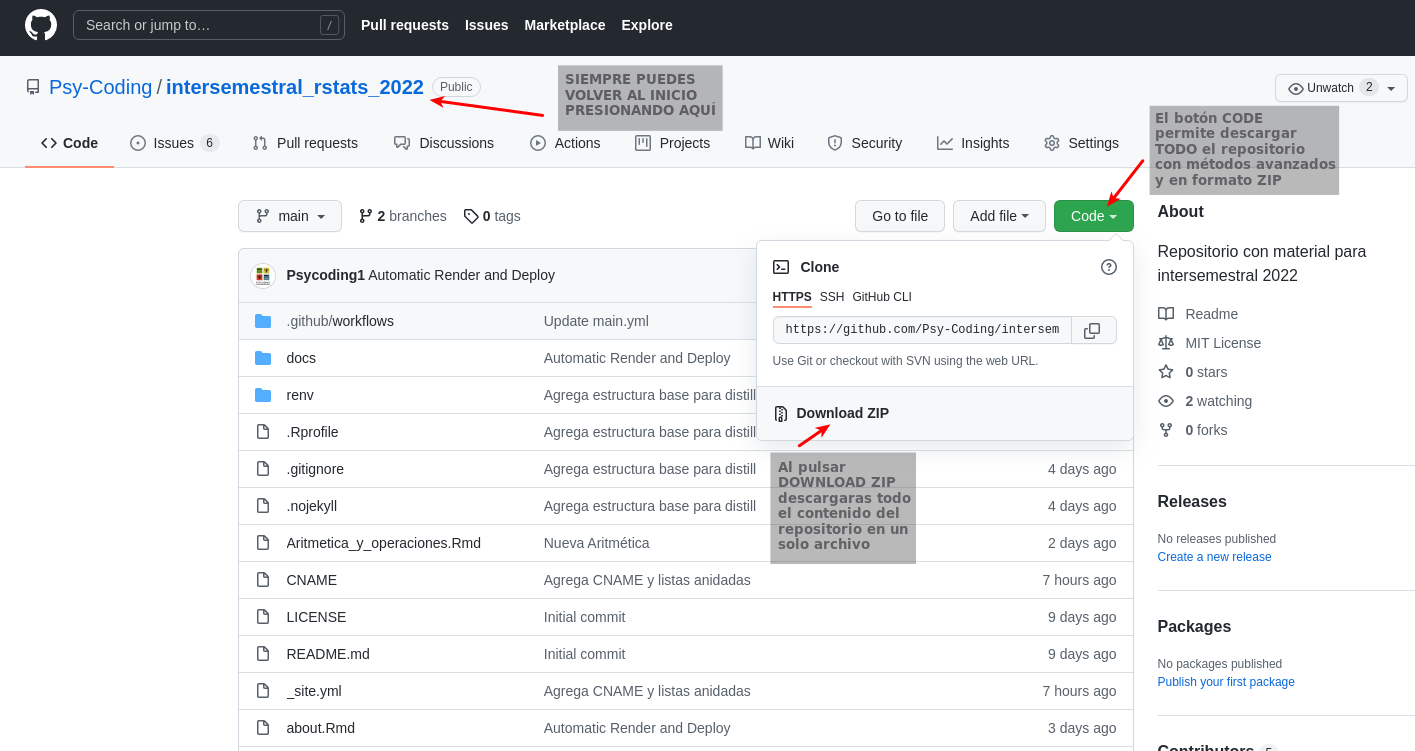 Search or jump to… /
Pull requests Issues Marketplace Explore
Psy-Coding / intersemestral_rstats_2022 Public
SIEMPRE PUEDES
VOLVER AL INICIO
PRESIONANDO AQUÍ
Unwatch 2
Code Issues 6 Pull requests Discussions Actions Projects Wiki Security Insights Settings
El botón CODE
permite descargar
TODO el repositorio
con métodos avanzados
y en formato ZIP
main 2 branches 0 tags Go to file Add file Code
Psycoding1 Automatic Render and Deploy
.github/workflows Update main.yml
docs Automatic Render and Deploy
renv Agrega estructura base para distill
.Rprofile Agrega estructura base para distill
.gitignore Agrega estructura base para distill 4 days ago
.nojekyll Agrega estructura base para distill 4 days ago
Aritmetica_y_operaciones.Rmd Nueva Aritmética 2 days ago
CNAME Agrega CNAME y listas anidadas 7 hours ago
LICENSE Initial commit 9 days ago
README.md Initial commit 9 days ago
_site.yml Agrega CNAME y listas anidadas 7 hours ago
about.Rmd Automatic Render and Deploy 3 days ago
Clone
HTTPS SSH GitHub CLI
https://github.com/Psy-Coding/intersem
Use Git or checkout with SVN using the web URL.
Download ZIP
Al pulsar
DOWNLOAD ZIP
descargaras todo
el contenido del
repositorio en un
solo archivo
About
Repositorio con material para
intersemestral 2022
Readme
MIT License
0 stars
2 watching
0 forks
Releases
No releases published
Create a new release
Packages
No packages published
Publish your first package
Contributors 5